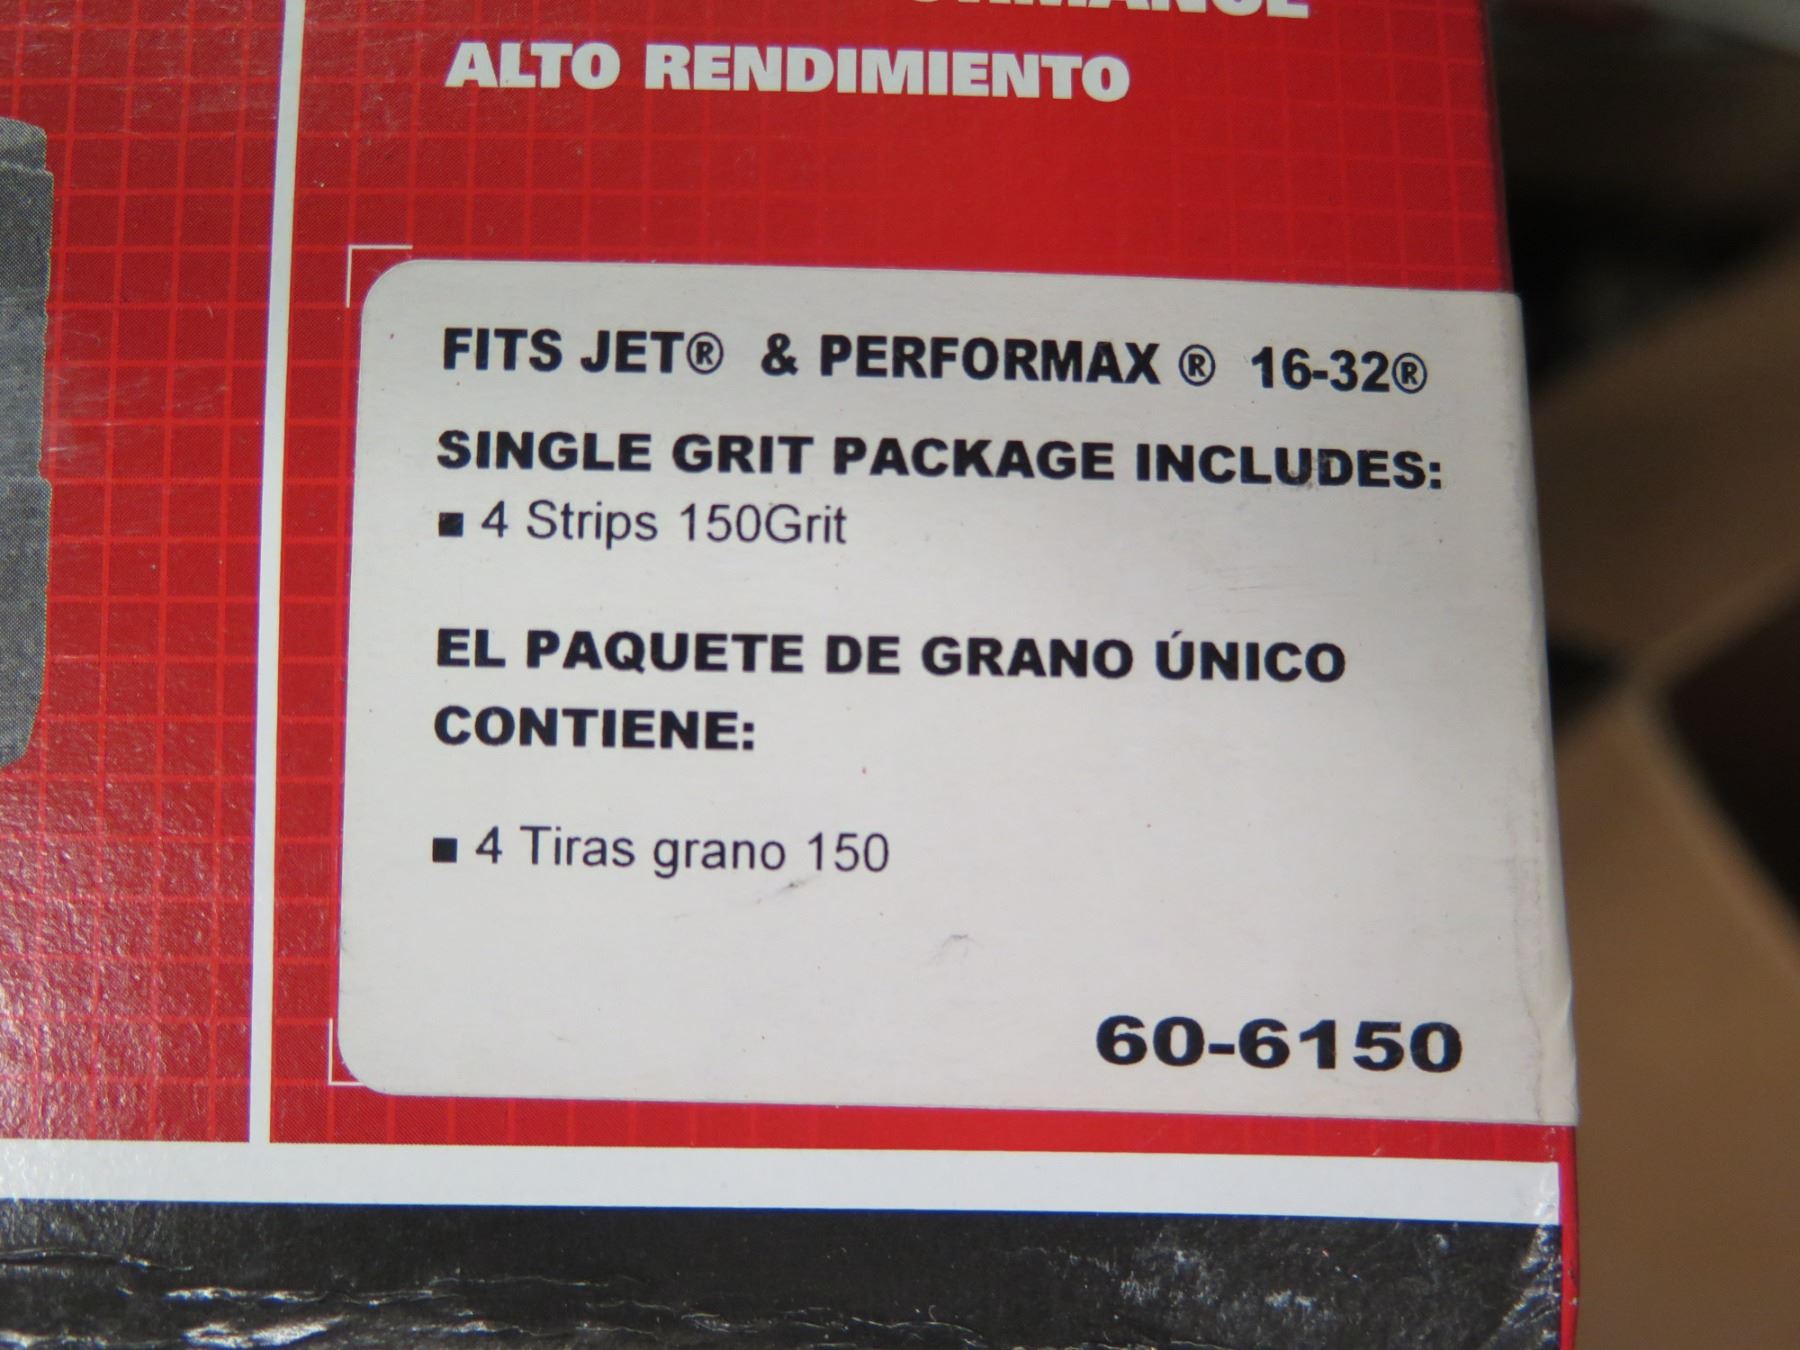 ALTO RENDIMIENTO
FITS JET® & PERFORMAX ® 16-32®
SINGLE GRIT PACKAGE INCLUDES:
▪ 4 Strips 150Grit
EL PAQUETE DE GRANO ÚNICO
CONTIENE:
▪ 4 Tiras grano 150
60-6150